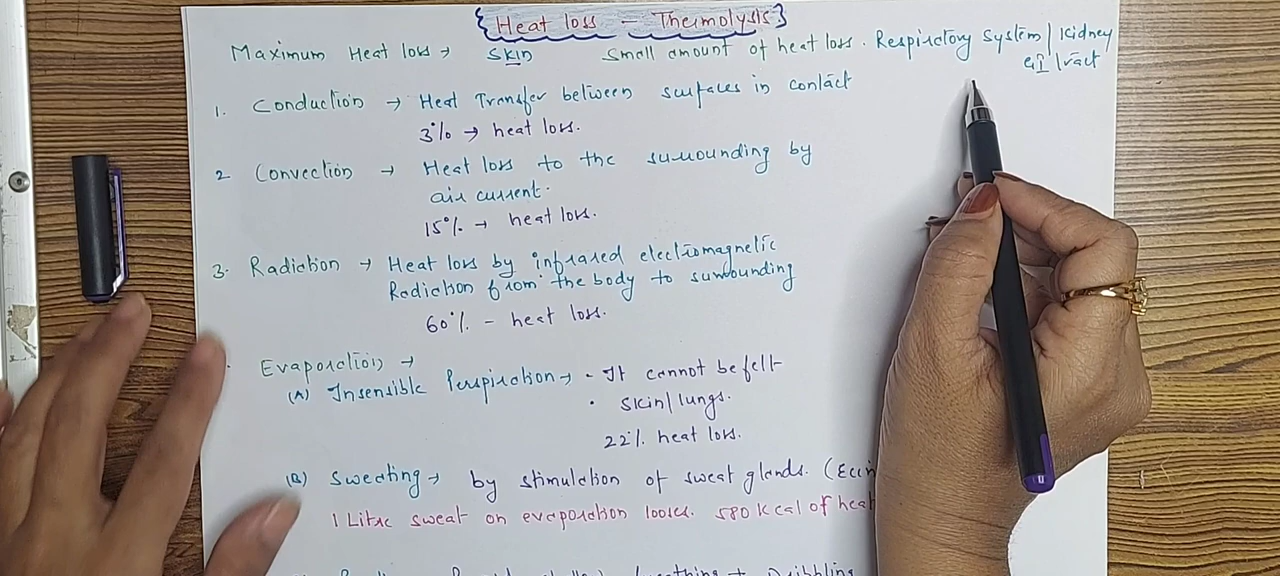 {Heat loss - Thermolysis}
Maximum Heat loss → skin small amount of heat loss. Respiratory system / Kidney
GI Tract
1. Conduction → Heat Transfer between surfaces in contact
3% → heat loss.
2 Convection → Heat loss to the surrounding by
air current.
15% → heat loss.
3. Radiation → Heat loss by infrared electromagnetic
Radiation from the body to surrounding
60% - heat loss.
Evaporation →
(A) Insensible Perspiration → - It cannot be felt
• skin/lungs.
22% heat loss.
(B) Sweating → by stimulation of sweat glands. (Eccri
1 Litre sweat on evaporation looses. 580 Kcal of heat